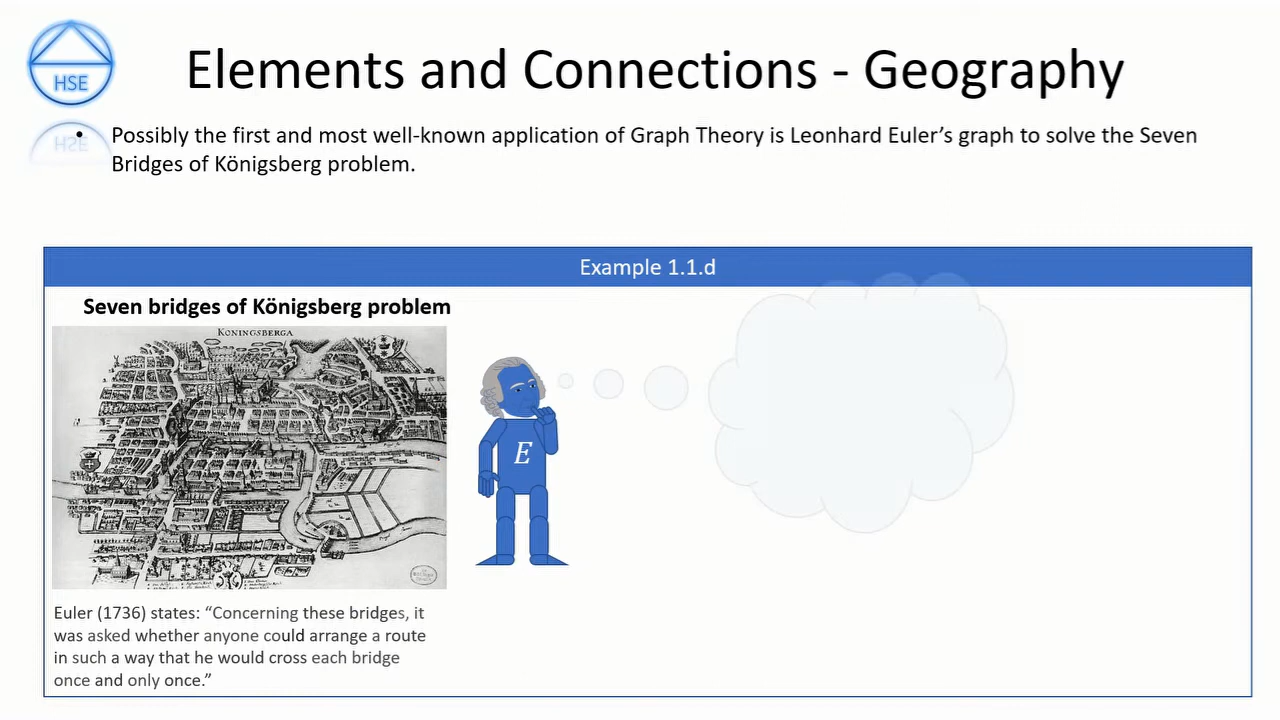 HSE
Elements and Connections - Geography
• Possibly the first and most well-known application of Graph Theory is Leonhard Euler’s graph to solve the Seven
Bridges of Königsberg problem.
Example 1.1.d
Seven bridges of Königsberg problem
KONINGSBERGA
E
Euler (1736) states: “Concerning these bridges, it
was asked whether anyone could arrange a route
in such a way that he would cross each bridge
once and only once.”